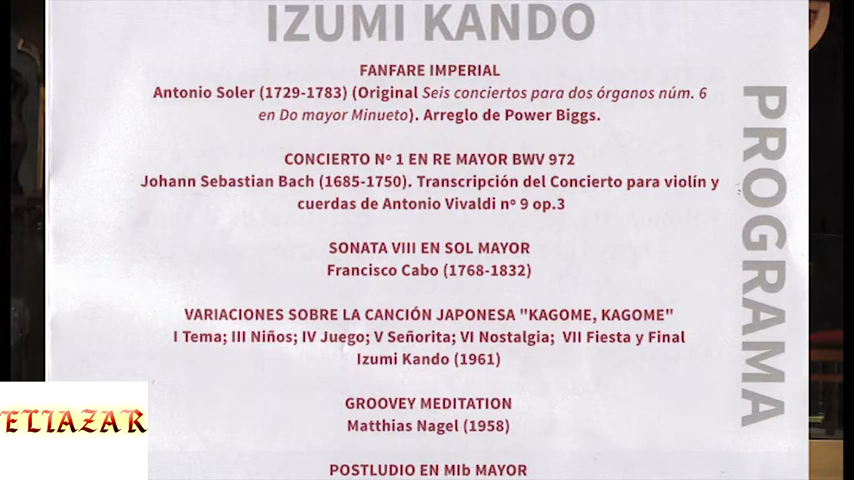 IZUMI KANDO
FANFARE IMPERIAL
Antonio Soler (1729-1783) (Original Seis conciertos para dos órganos núm. 6
en Do mayor Minueto). Arreglo de Power Biggs.
CONCIERTO Nº 1 EN RE MAYOR BWV 972
Johann Sebastian Bach (1685-1750). Transcripción del Concierto para violín y
cuerdas de Antonio Vivaldi nº 9 op.3
SONATA VIII EN SOL MAYOR
Francisco Cabo (1768-1832)
VARIACIONES SOBRE LA CANCIÓN JAPONESA "KAGOME, KAGOME"
I Tema; III Niños; IV Juego; V Señorita; VI Nostalgia; VII Fiesta y Final
Izumi Kando (1961)
GROOVEY MEDITATION
Matthias Nagel (1958)
POSTLUDIO EN MIb MAYOR
PROGRAMA
ELIAZAR